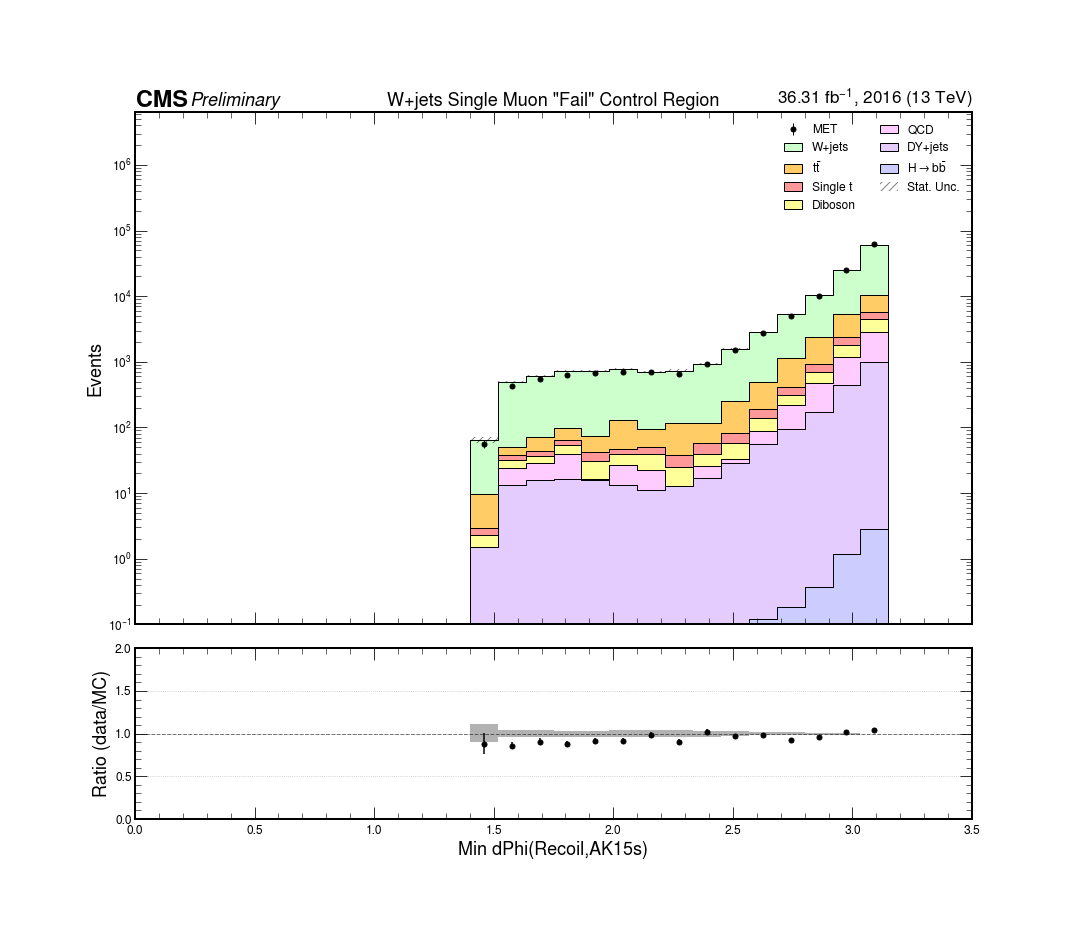 CMS Preliminary W+jets Single Muon "Fail" Control Region 36.31 fb⁻¹, 2016 (13 TeV)
MET QCD
W+jets DY+jets
tt̄ H→bb̄
Single t Stat. Unc.
Diboson
10⁶
10⁵
10⁴
10³
10²
10¹
10⁰
10⁻¹
Events
2.0
1.5
1.0
0.5
0.0
Ratio (data/MC)
0.0 0.5 1.0 1.5 2.0 2.5 3.0 3.5
Min dPhi(Recoil,AK15s)